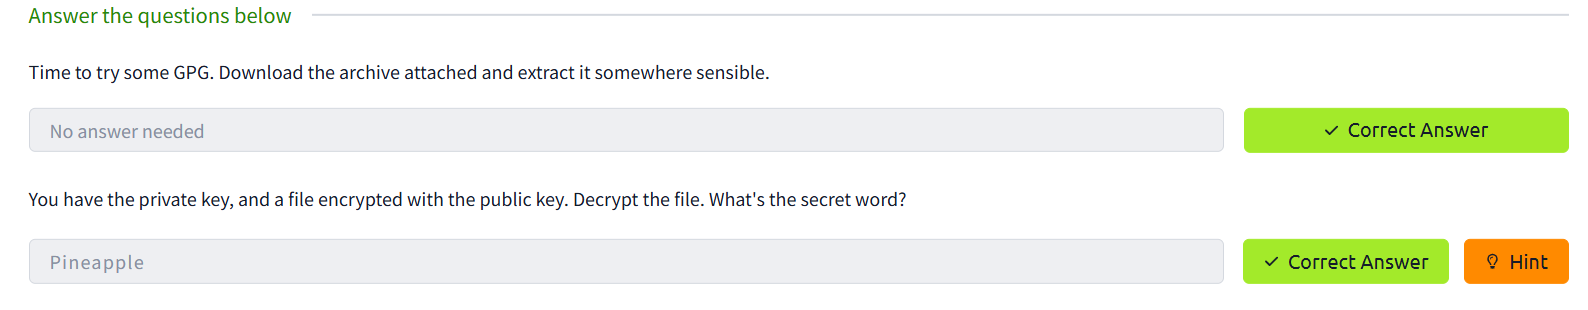 Answer the questions below
Time to try some GPG. Download the archive attached and extract it somewhere sensible.
No answer needed
Correct Answer
You have the private key, and a file encrypted with the public key. Decrypt the file. What's the secret word?
Pineapple
Correct Answer
Hint